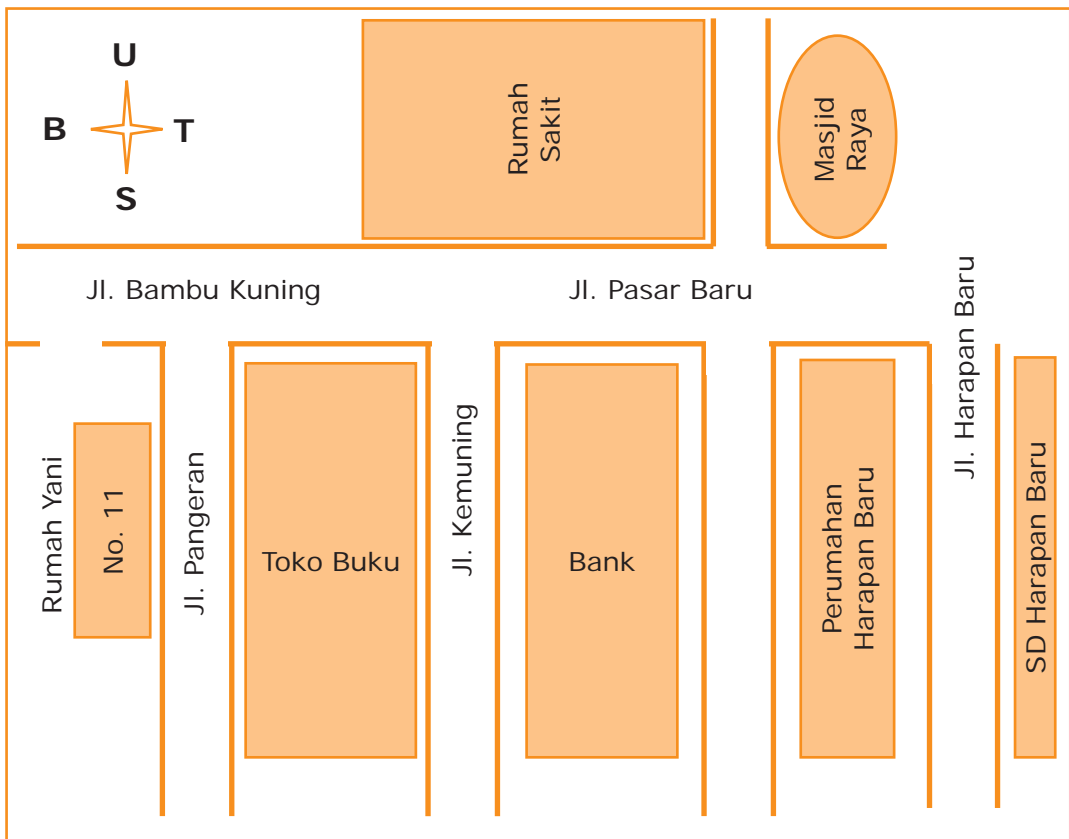 U
B
T
S
Rumah
Sakit
Masjid
Raya
Jl. Bambu Kuning
Jl. Pasar Baru
Jl. Harapan Baru
Rumah Yani
No. 11
Jl. Pangeran
Toko Buku
Jl. Kemuning
Bank
Perumahan
Harapan Baru
SD Harapan Baru